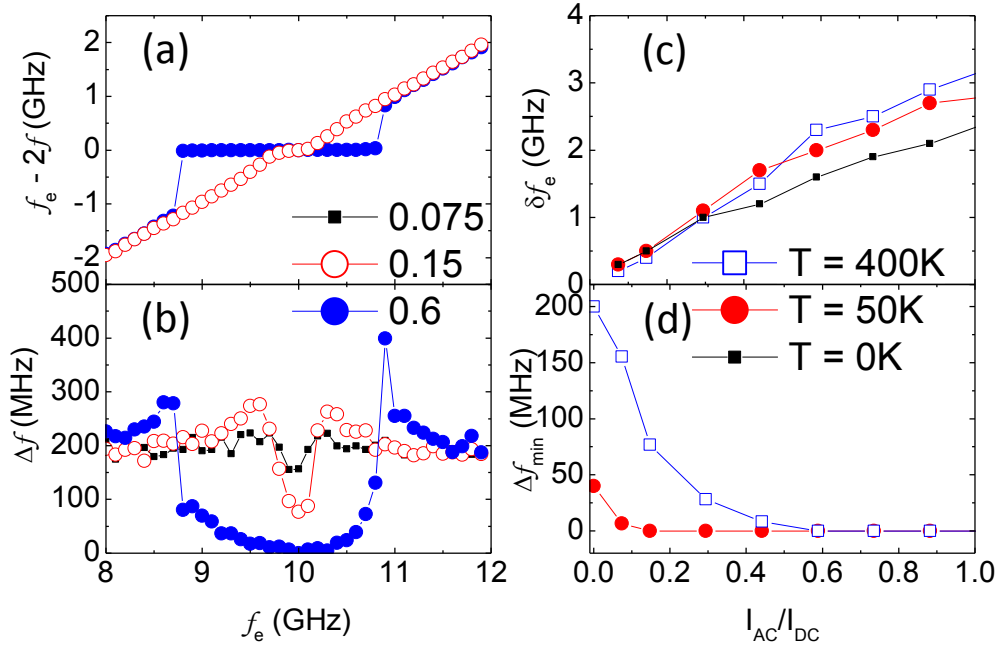 (a)
f_e - 2f (GHz)
2
1
0
-1
-2
0.075
0.15
0.6
(b)
Δf (MHz)
500
400
300
200
100
0
8 9 10 11 12
f_e (GHz)
(c)
δf_e (GHz)
4
3
2
1
0
T = 400K
T = 50K
T = 0K
(d)
Δf_min (MHz)
200
150
100
50
0
0.0 0.2 0.4 0.6 0.8 1.0
I_AC/I_DC